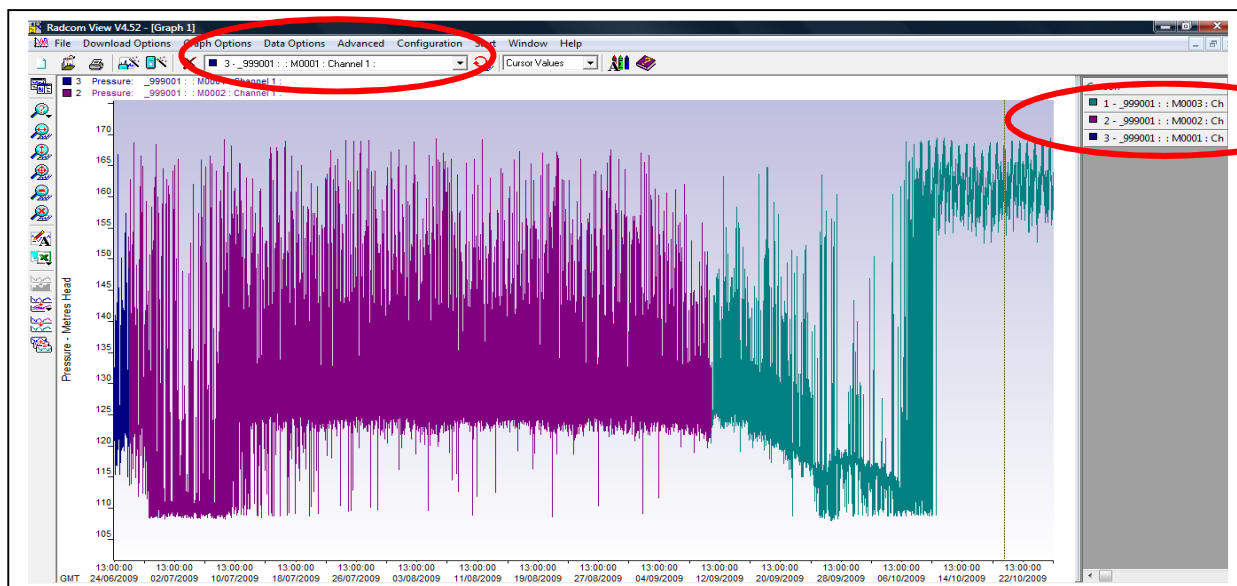 Radcom View V4.52 - [Graph 1]
File Download Options Graph Options Data Options Advanced Configuration Start Window Help
3 - _999001 : : M0001 : Channel 1 : Cursor Values
3 Pressure: _999001 : : M0001 : Channel 1 :
2 Pressure: _999001 : : M0002 : Channel 1 :
1 - _999001 : : M0003 : Ch
2 - _999001 : : M0002 : Ch
3 - _999001 : : M0001 : Ch
Pressure - Metres Head
170
165
160
155
150
145
140
135
130
125
120
115
110
105
13:00:00 13:00:00 13:00:00 13:00:00 13:00:00 13:00:00 13:00:00 13:00:00 13:00:00 13:00:00 13:00:00 13:00:00 13:00:00 13:00:00 13:00:00 13:00:00
GMT 24/06/2009 02/07/2009 10/07/2009 18/07/2009 26/07/2009 03/08/2009 11/08/2009 19/08/2009 27/08/2009 04/09/2009 12/09/2009 20/09/2009 28/09/2009 06/10/2009 14/10/2009 22/10/2009